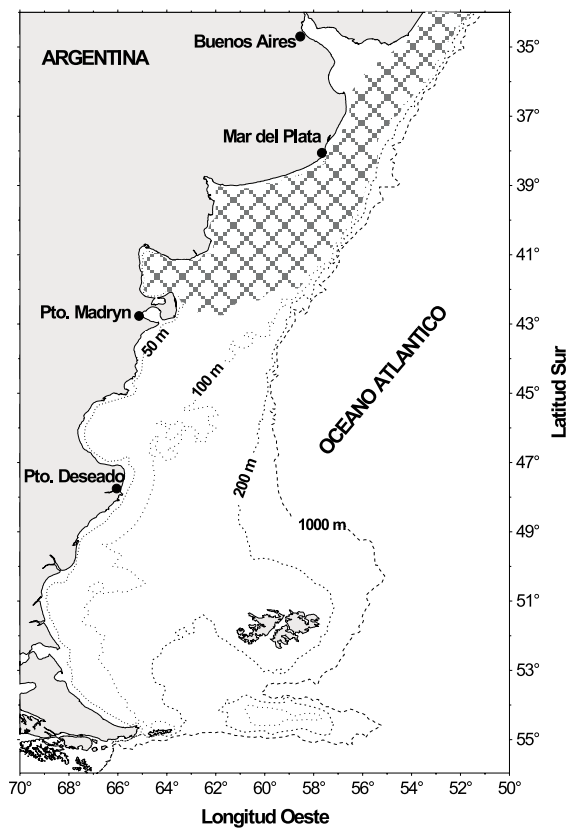 ARGENTINA
Buenos Aires
Mar del Plata
Pto. Madryn
50 m
100 m
OCEANO ATLANTICO
Pto. Deseado
200 m
1000 m
35°
37°
39°
41°
43°
45°
47°
49°
51°
53°
55°
Latitud Sur
70°
68°
66°
64°
62°
60°
58°
56°
54°
52°
50°
Longitud Oeste